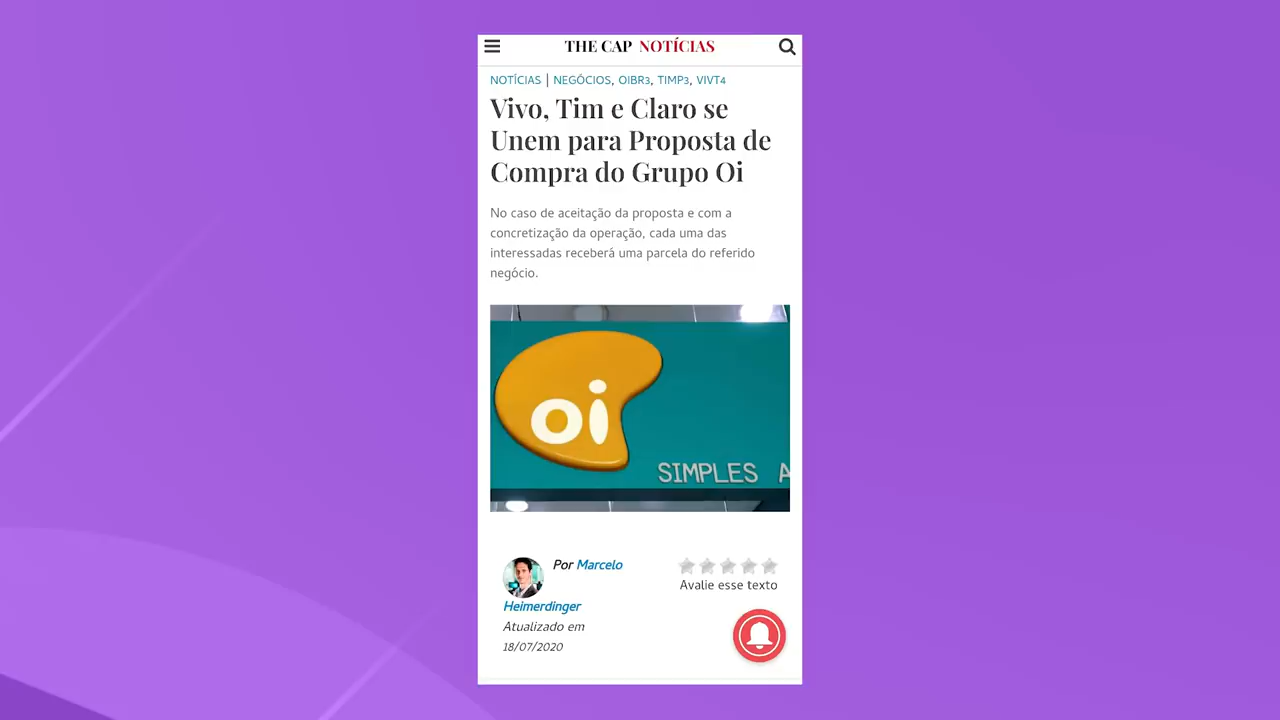 THE CAP NOTÍCIAS
NOTÍCIAS | NEGÓCIOS, OIBR3, TIMP3, VIVT4
Vivo, Tim e Claro se
Unem para Proposta de
Compra do Grupo Oi
No caso de aceitação da proposta e com a
concretização da operação, cada uma das
interessadas receberá uma parcela do referido
negócio.
oi
SIMPLES A
Por Marcelo
Heimerdinger
Atualizado em
18/07/2020
Avalie esse texto